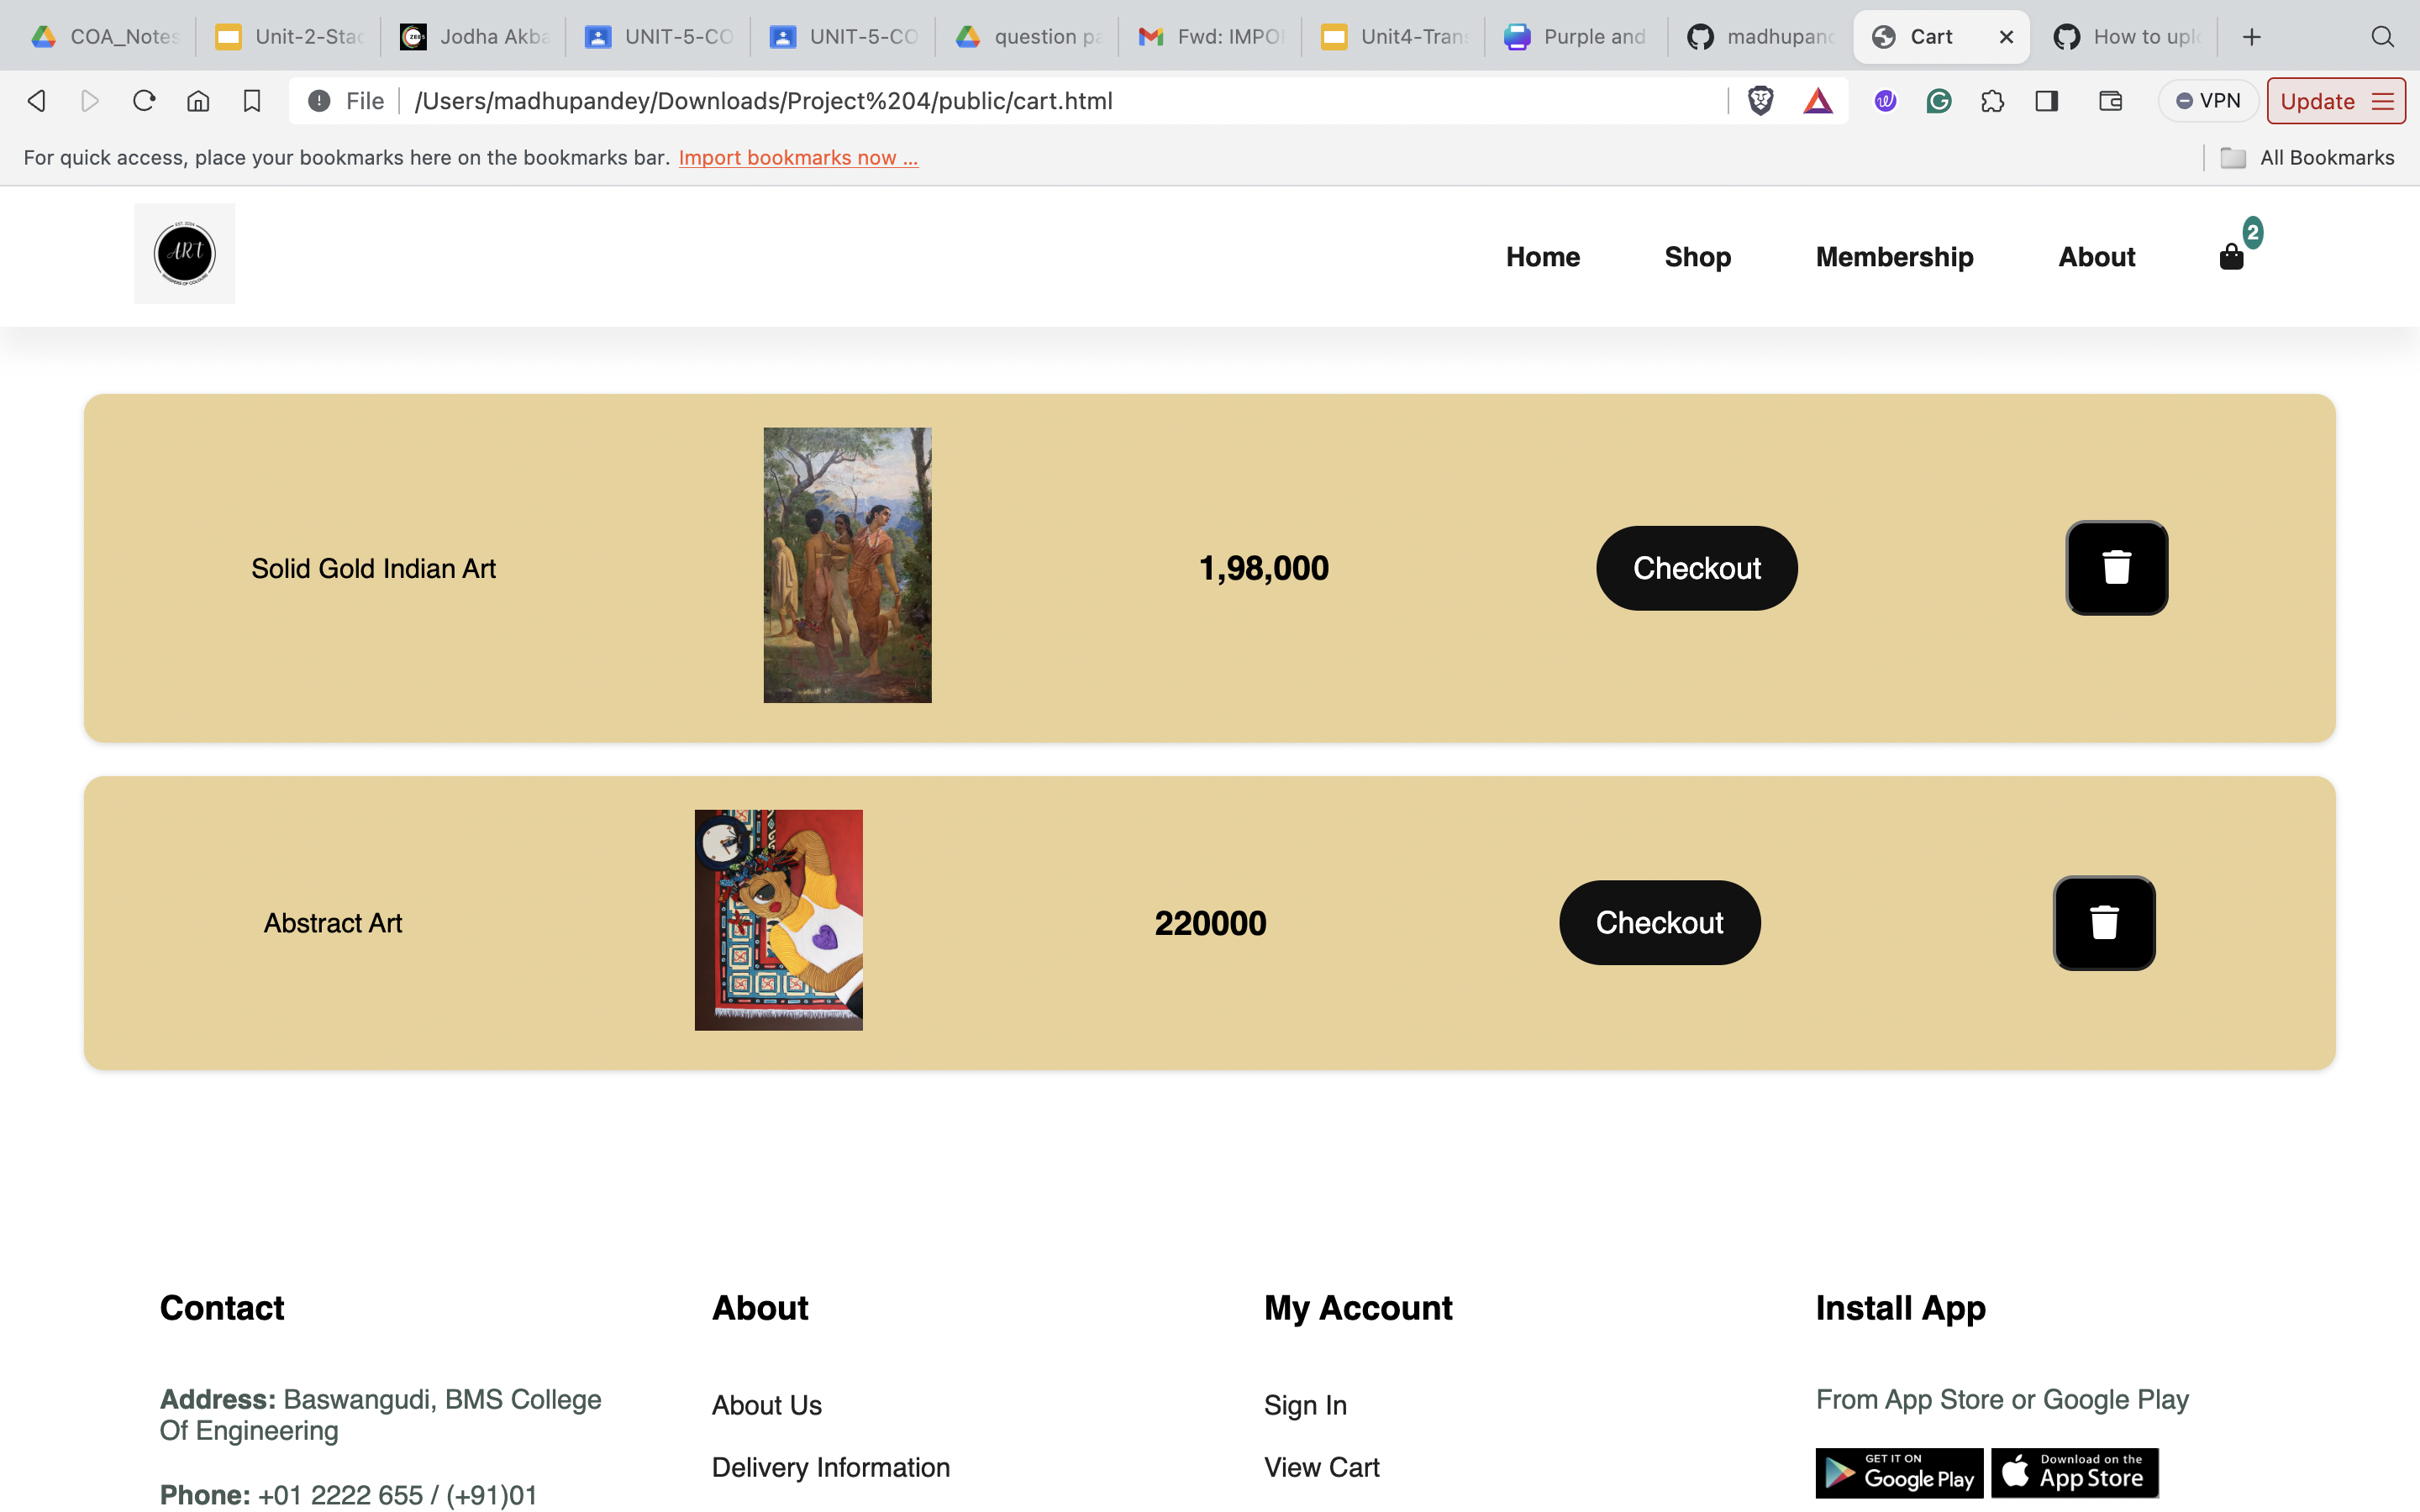 COA_Notes
Unit-2-Stac
Jodha Akba
UNIT-5-CO
UNIT-5-CO
question pa
Fwd: IMPO
Unit4-Tran
Purple and
madhupand
Cart
How to uplo
File
/Users/madhupandey/Downloads/Project%204/public/cart.html
VPN
Update
For quick access, place your bookmarks here on the bookmarks bar. Import bookmarks now ...
All Bookmarks
ART
Home
Shop
Membership
About
2
Solid Gold Indian Art
1,98,000
Checkout
Abstract Art
220000
Checkout
Contact
Address: Baswangudi, BMS College
Of Engineering
Phone: +01 2222 655 / (+91)01
About
About Us
Delivery Information
My Account
Sign In
View Cart
Install App
From App Store or Google Play
GET IT ON
Google Play
Download on the
App Store